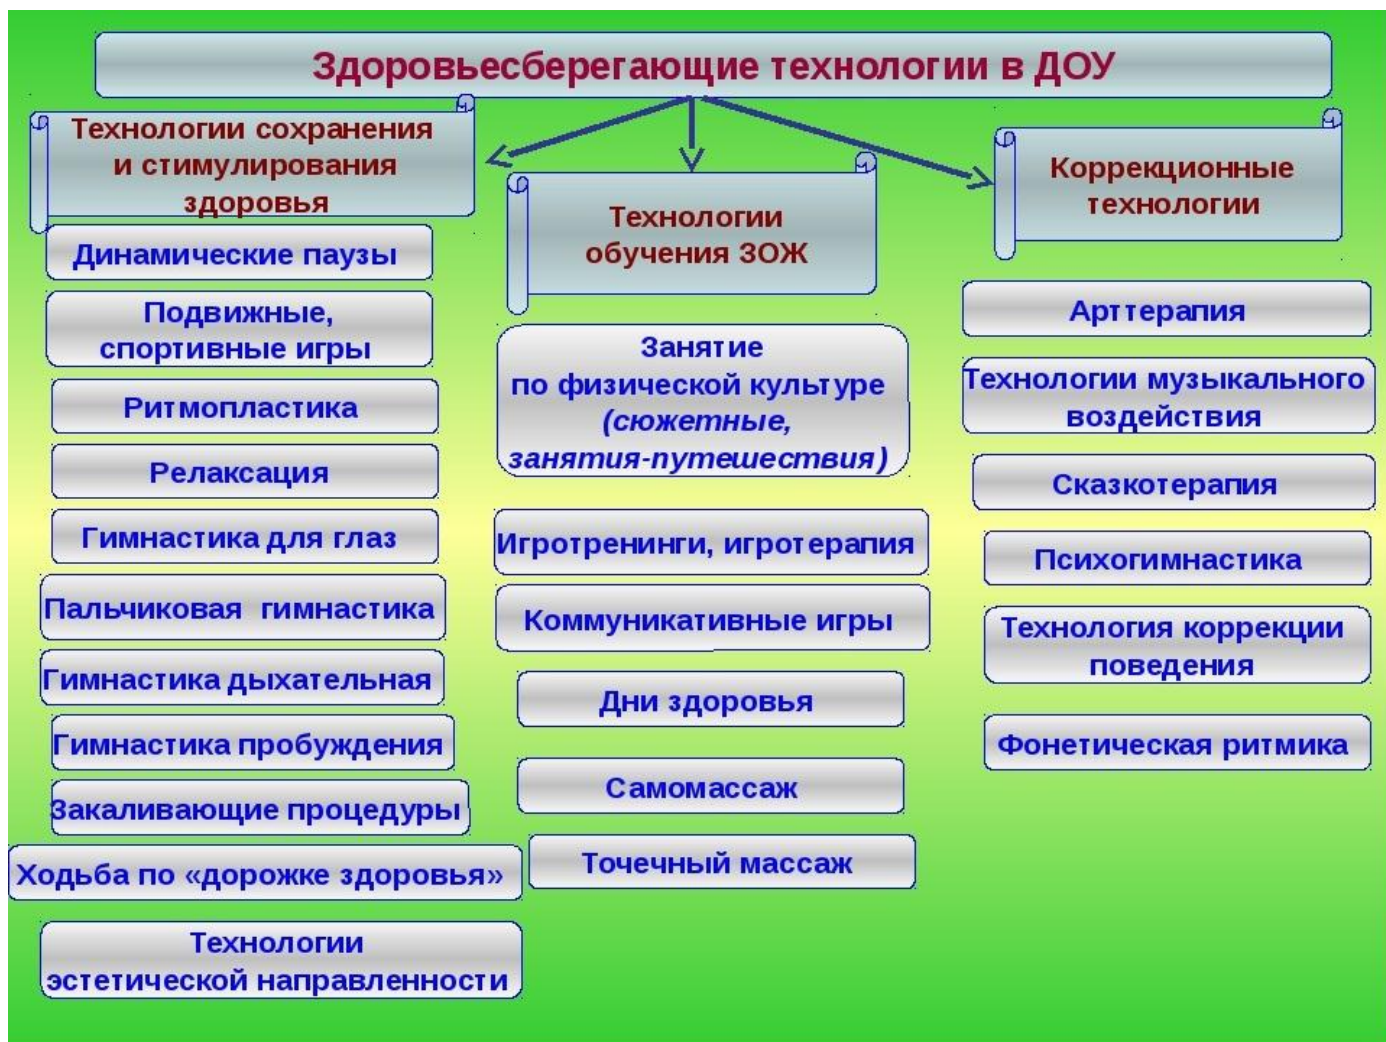 Здоровьесберегающие технологии в ДОУ
Технологии сохранения
и стимулирования
здоровья
Динамические паузы
Подвижные,
спортивные игры
Ритмопластика
Релаксация
Гимнастика для глаз
Пальчиковая гимнастика
Гимнастика дыхательная
Гимнастика пробуждения
Закаливающие процедуры
Ходьба по «дорожке здоровья»
Технологии
эстетической направленности
Технологии
обучения ЗОЖ
Занятие
по физической культуре
(сюжетные,
занятия-путешествия)
Игротренинги, игротерапия
Коммуникативные игры
Дни здоровья
Самомассаж
Точечный массаж
Коррекционные
технологии
Арттерапия
Технологии музыкального
воздействия
Сказкотерапия
Психогимнастика
Технология коррекции
поведения
Фонетическая ритмика